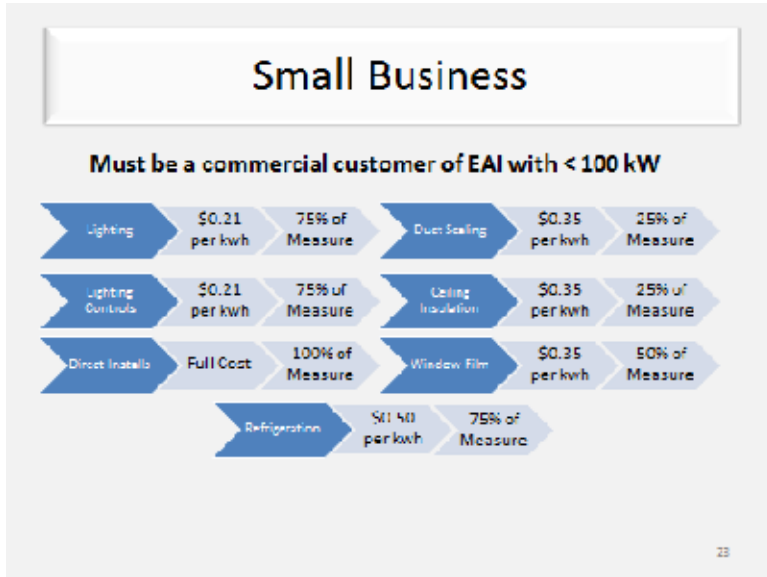 Small Business
Must be a commercial customer of EAI with < 100 kW
Lighting
$0.21
per kwh
75% of
Measure
Duct Sealing
$0.35
per kwh
25% of
Measure
Lighting
Controls
$0.21
per kwh
75% of
Measure
Ceiling
Insulation
$0.35
per kwh
25% of
Measure
Direct Installs
Full Cost
100% of
Measure
Window Film
$0.35
per kwh
50% of
Measure
Refrigeration
$0.50
per kwh
75% of
Measure
23